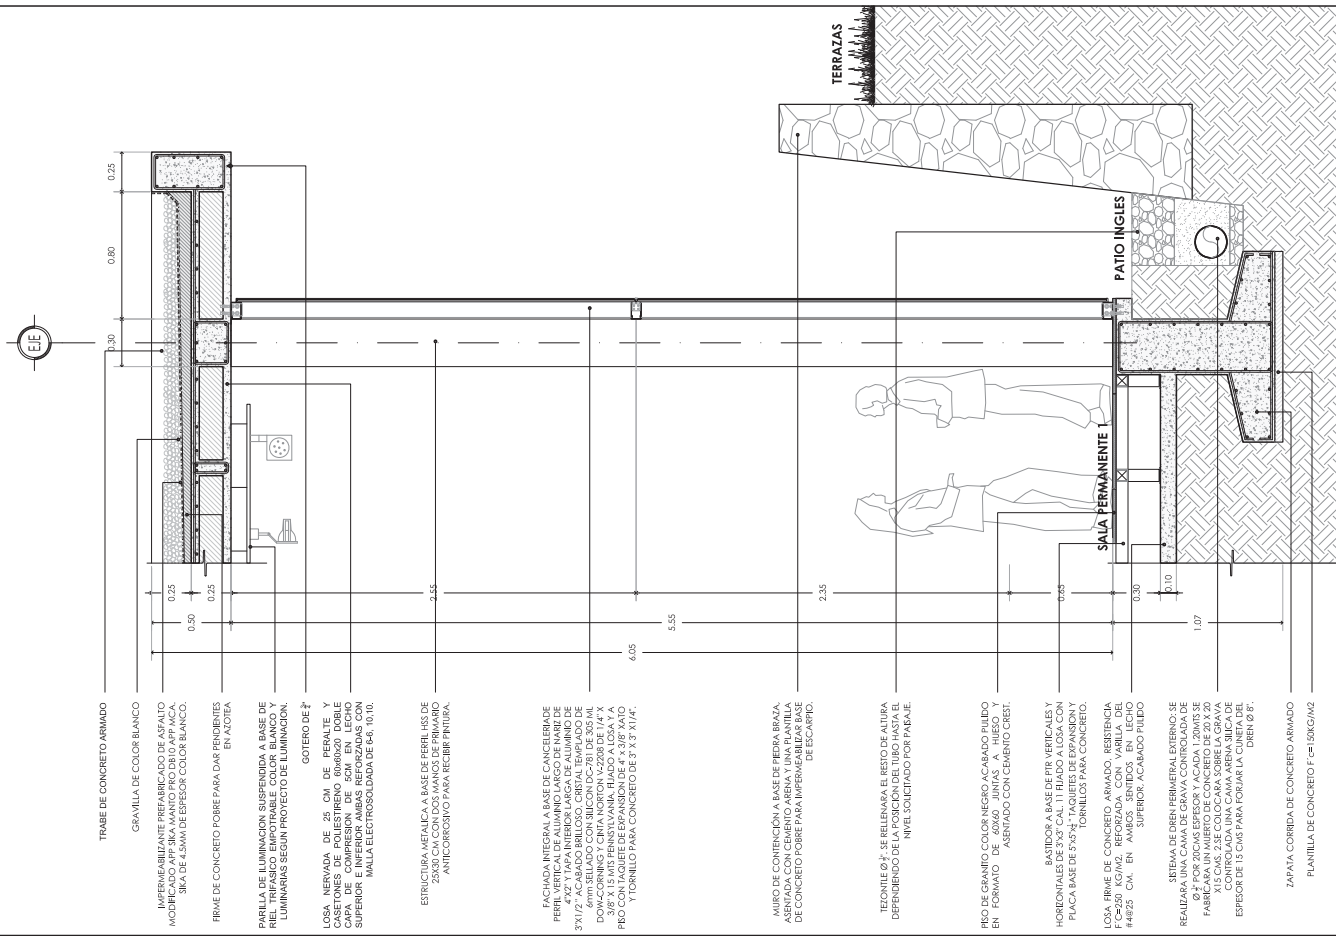 TRABE DE CONCRETO ARMADO
GRAVILLA DE COLOR BLANCO
IMPERMEABILIZANTE PREFABRICADO DE ASFALTO
MODIFICADO APP SIKA MANTO PRO DB10 APP MCA.
SIKA DE 4.5MM DE ESPESOR COLOR BLANCO.
FIRME DE CONCRETO POBRE PARA DAR PENDIENTES
EN AZOTEA
PARILLA DE ILUMINACION SUSPENDIDA A BASE DE
RIEL TRIFASICO EMPOTRABLE COLOR BLANCO Y
LUMINARIAS SEGUN PROYECTO DE ILUMINACION.
GOTERO DE ¾"
LOSA NERVADA DE 25 CM DE PERALTE Y
CASETONES DE POLIESTIRENO 60x60x20 DOBLE
CAPA DE COMPRESION DE 5CM EN LECHO
SUPERIOR E INFERIOR AMBAS REFORZADAS CON
MALLA ELECTROSOLDADA DE 6-6, 10,10.
ESTRUCTURA METALICA A BASE DE PERFIL HSS DE
25X30 CM CON DOS MANOS DE PRIMARIO
ANTICORROSIVO PARA RECIBIR PINTURA.
FACHADA INTEGRAL A BASE DE CANCELERIADE
PERFIL VERTICAL DE ALUMINIO LARGO DE NARIZ DE
4"X2" Y TAPA INTERIOR LARGA DE ALUMINIO DE
3"X1/2" ACABADO BRILLOSO, CRISTAL TEMPLADO DE
6mm SELLADO CON SILICON DC-781 DE 305 ML
DOW-CORNING Y CINTA NORTON V-2208 DE 1/4" X
3/8" X 15 MTS PENNSYLVANIA, FIJADO A LOSA Y A
PISO CON TAQUETE DE EXPANSION DE 4" X 3/8" XATO
Y TORNILLO PARA CONCRETO DE 3" X 3" X1/4".
MURO DE CONTENCIÓN A BASE DE PIEDRA BRAZA,
ASENTADA CON CEMENTO ARENA Y UNA PLANTILLA
DE CONCRETO POBRE PARA IMPERMEABILIZAR BASE
DE ESCARPIO.
SE RELLENARA EL RESTO DE ALTURA
DEPENDIENDO DE LA POSICION DEL TUBO HASTA EL
NIVEL SOLICITADO POR PAISAJE.
PISO DE GRANITO COLOR NEGRO ACABADO PULIDO
EN FORMATO DE 60X60 JUNTAS A HUESO Y
ASENTADO CON CEMENTO CREST.
BASTIDOR A BASE DE PTR VERTICALES Y
HORIZONTALES DE 3"X3" CAL. 11 FIJADO A LOSA CON
TAQUETES DE EXPANSION Y
TORNILLOS PARA CONCRETO.
LOSA FIRME DE CONCRETO ARMADO, RESISTENCIA
F´C=250 KG/M2, REFORZADA CON VARILLA DEL
#4@25 CM. EN AMBOS SENTIDOS EN LECHO
SUPERIOR, ACABADO PULIDO
SISTEMA DE DREN PERIMETRAL EXTERNO; SE
REALIZARA UNA CAMA DE GRAVA CONTROLADA DE
POR 20CMS ESPESOR Y ACADA 1.20MTS SE
FABRICARA UN MUERETO DE CONCRETO DE 20 X 20
X15 CMS, 2.SE COLOCARA SOBRE LA GRAVA
CONTROLADA UNA CAMA ARENA SILICA DE
ESPESOR DE 15 CMS PARA FORJAR LA CUNETA DEL
DREN Ø 8".
ZAPATA CORRIDA DE CONCRETO ARMADO
PLANTILLA DE CONCRETO F´c=150KG/M2
EJE
0.30
0.80
0.25
0.25
0.25
0.50
2.55
2.35
0.65
0.30
0.10
5.55
1.07
6.05
SALA PERMANENTE 1
PATIO INGLES
TERRAZAS